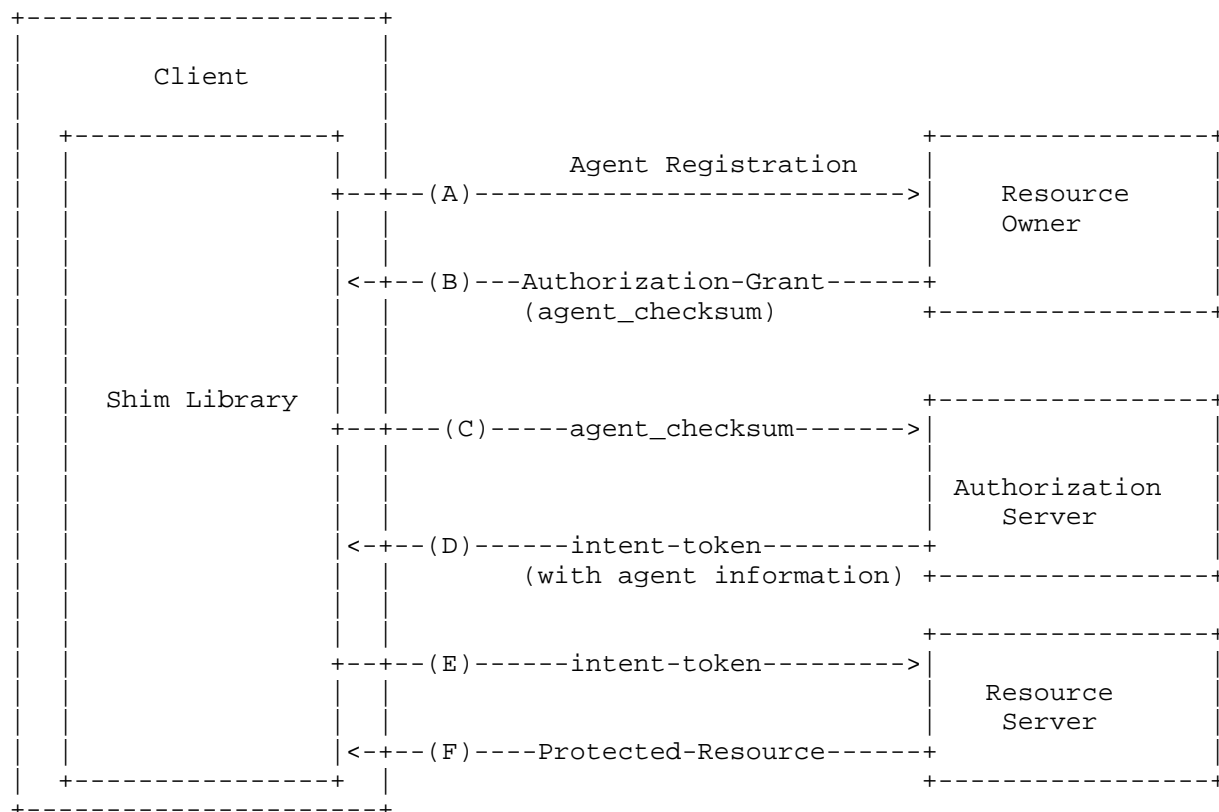 Client
Agent Registration
(A)
Resource
Owner
(B) Authorization-Grant
(agent_checksum)
Shim Library
(C) agent_checksum
Authorization
Server
(D) intent-token
(with agent information)
(E) intent-token
Resource
Server
(F) Protected-Resource